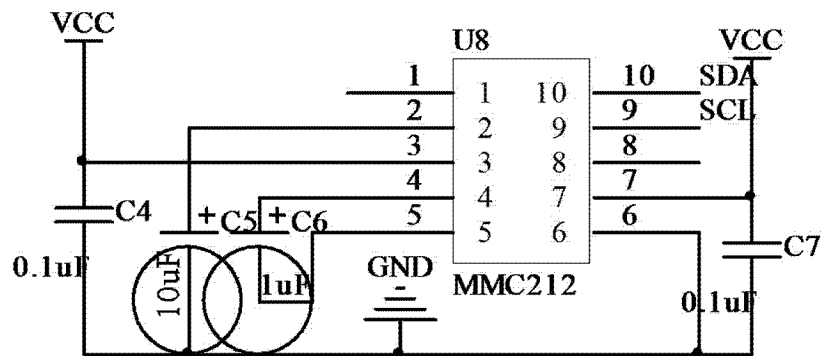 VCC U8 VCC
1 1 10 10 SDA
2 2 9 9 SCL
3 3 8 8
4 4 7 7
C4 + C5 + C6 5 5 6 6 C7
0.1uF 10uF 1uF GND MMC212 0.1uF